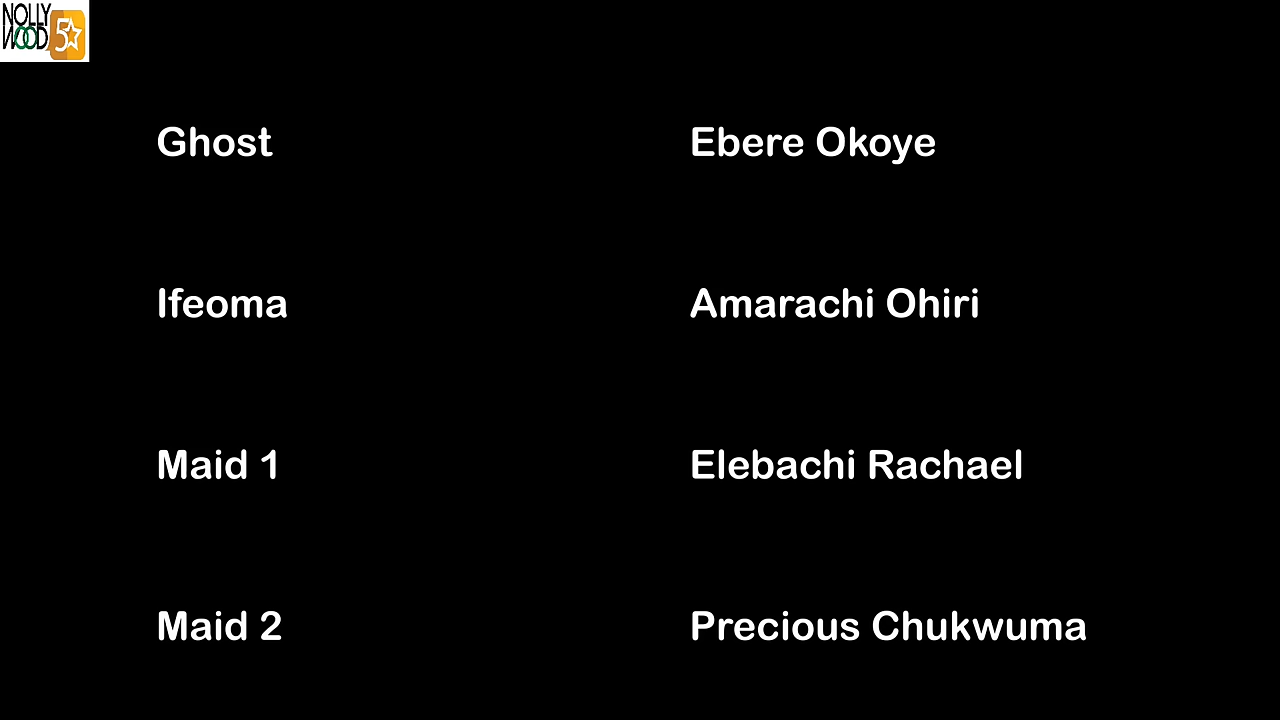 NOLLY
WOOD 5
Ghost Ebere Okoye
Ifeoma Amarachi Ohiri
Maid 1 Elebachi Rachael
Maid 2 Precious Chukwuma